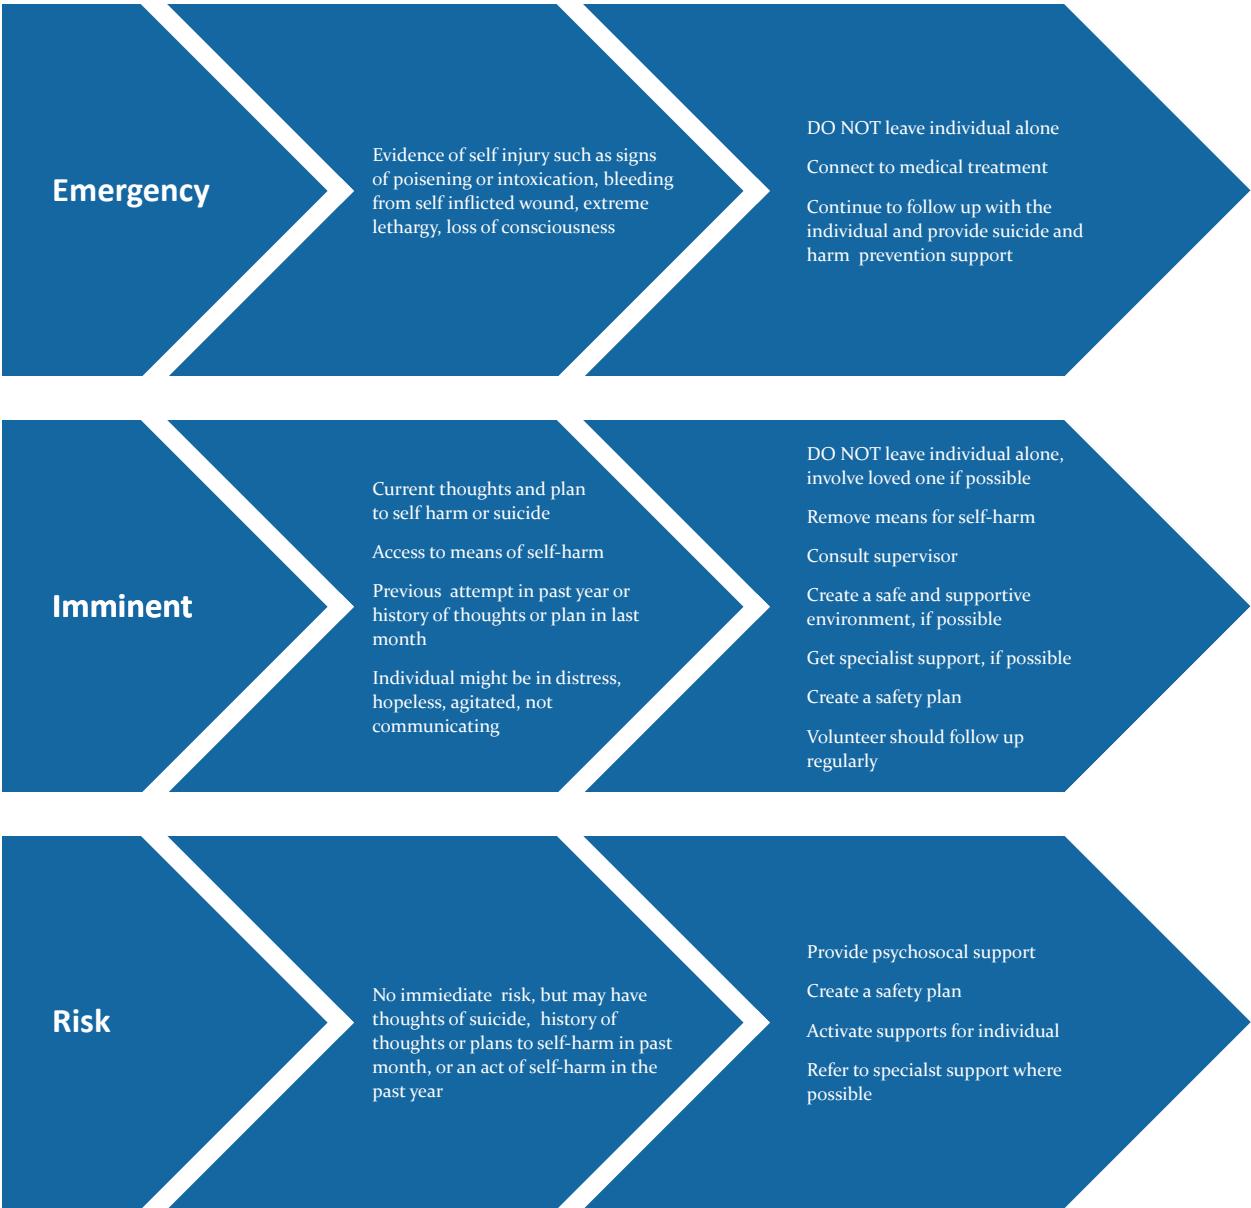 Emergency
Evidence of self injury such as signs
of poisening or intoxication, bleeding
from self inflicted wound, extreme
lethargy, loss of consciousness
DO NOT leave individual alone
Connect to medical treatment
Continue to follow up with the
individual and provide suicide and
harm  prevention support
Imminent
Current thoughts and plan
to self harm or suicide
Access to means of self-harm
Previous  attempt in past year or
history of thoughts or plan in last
month
Individual might be in distress,
hopeless, agitated, not
communicating
DO NOT leave individual alone,
involve loved one if possible
Remove means for self-harm
Consult supervisor
Create a safe and supportive
environment, if possible
Get specialist support, if possible
Create a safety plan
Volunteer should follow up
regularly
Risk
No immiediate  risk, but may have
thoughts of suicide,  history of
thoughts or plans to self-harm in past
month, or an act of self-harm in the
past year
Provide psychosocal support
Create a safety plan
Activate supports for individual
Refer to specialst support where
possible